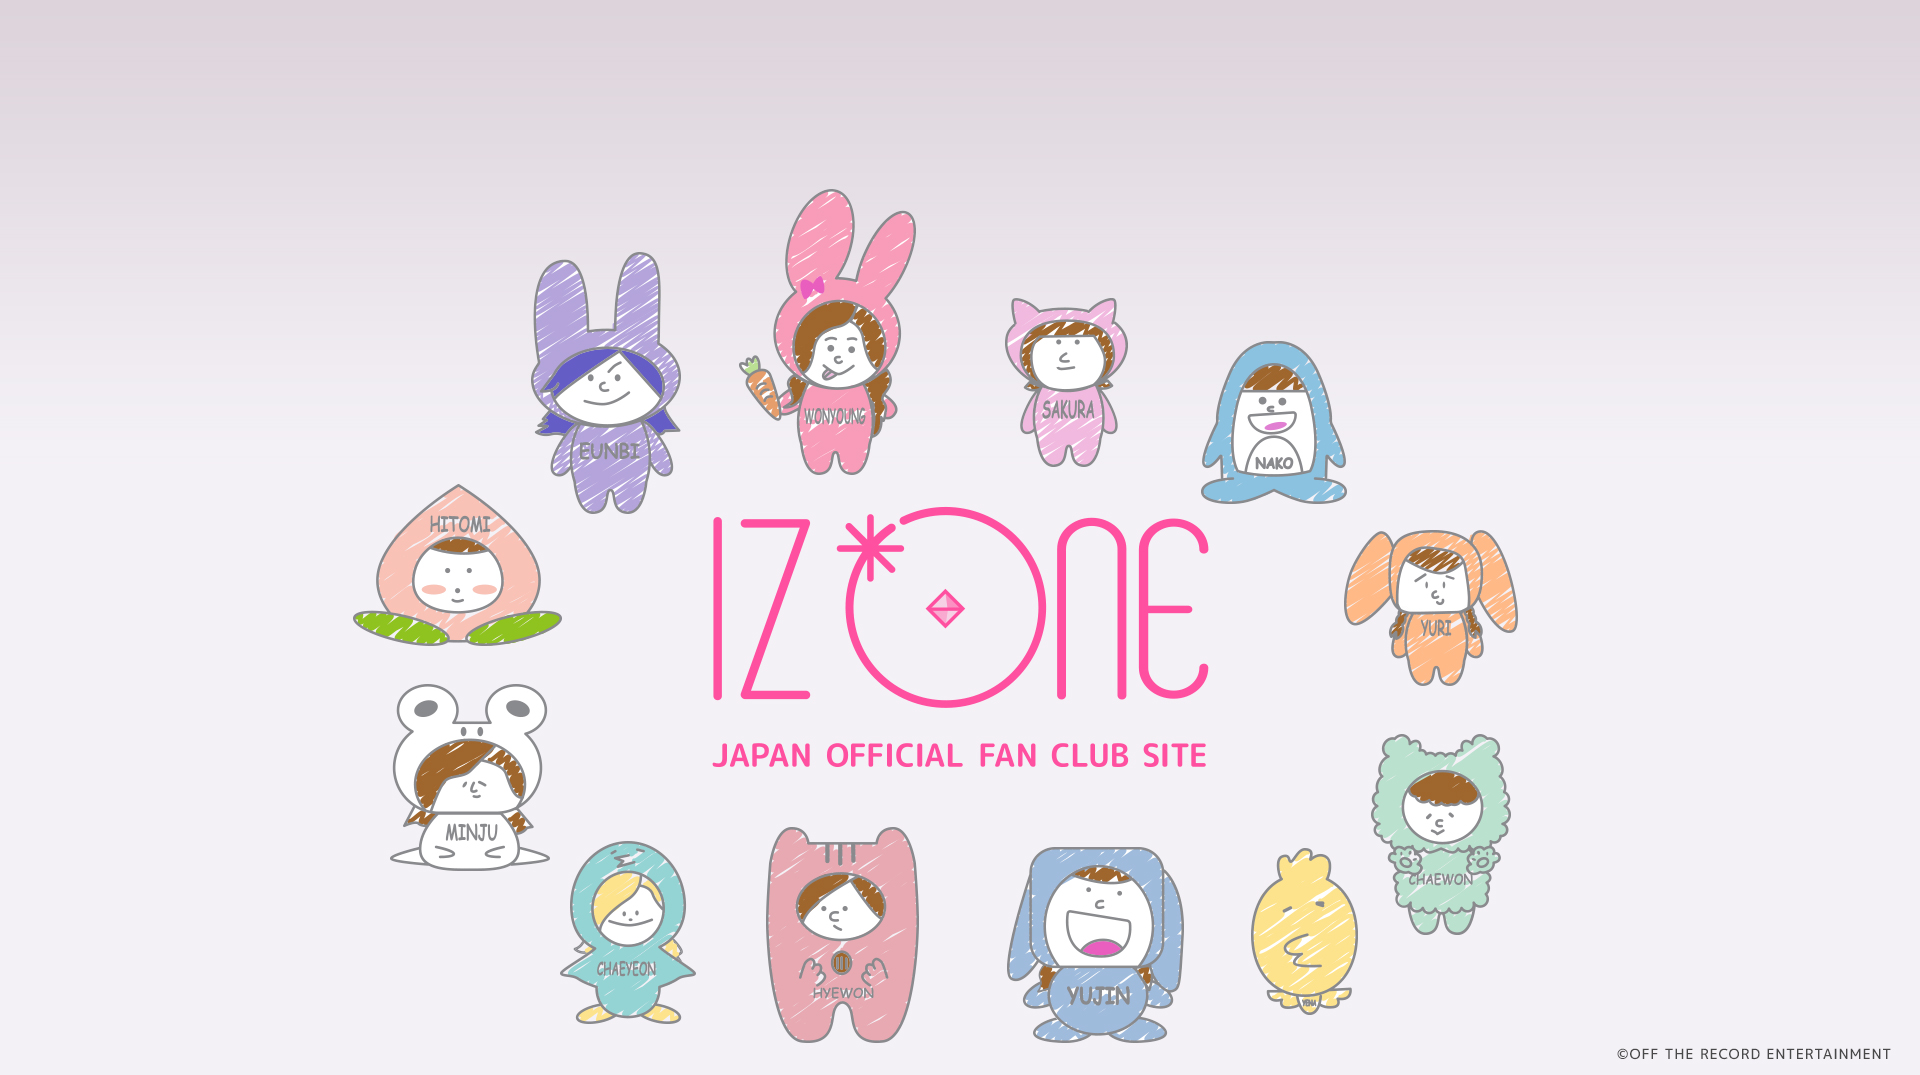 WONYOUNG
SAKURA
EUNBI
NAKO
HITOMI
YURI
IZ*ONE
JAPAN OFFICIAL FAN CLUB SITE
MINJU
CHAEWON
CHAEYEON
HYEWON
YUJIN
YENA
©OFF THE RECORD ENTERTAINMENT